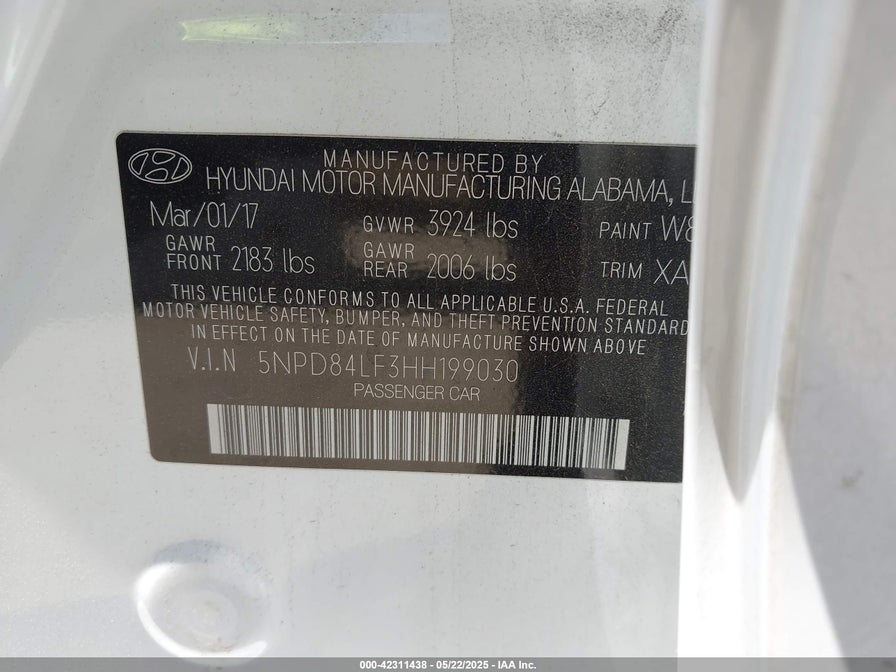 MANUFACTURED BY
HYUNDAI MOTOR MANUFACTURING ALABAMA, L
Mar/01/17 GVWR 3924 lbs PAINT W8
GAWR FRONT 2183 lbs GAWR REAR 2006 lbs TRIM XA
THIS VEHICLE CONFORMS TO ALL APPLICABLE U.S.A. FEDERAL
MOTOR VEHICLE SAFETY, BUMPER, AND THEFT PREVENTION STANDARD
IN EFFECT ON THE DATE OF MANUFACTURE SHOWN ABOVE
V.I.N 5NPD84LF3HH199030
PASSENGER CAR
000-42311438 - 05/22/2025 - IAA Inc.